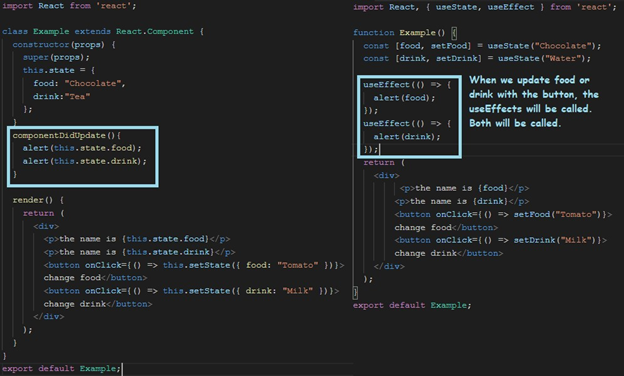 import React from 'react';
class Example extends React.Component {
constructor(props) {
super(props);
this.state = {
food: "Chocolate",
drink:"Tea"
};
}
componentDidUpdate(){
alert(this.state.food);
alert(this.state.drink);
}
render() {
return (
<div>
<p>the name is {this.state.food}</p>
<p>the name is {this.state.drink}</p>
<button onClick={() => this.setState({ food: "Tomato" })}>
change food</button>
<button onClick={() => this.setState({ drink: "Milk" })}>
change drink</button>
</div>
);
}
}
export default Example;
import React, { useState, useEffect } from 'react';
function Example() {
const [food, setFood] = useState("Chocolate");
const [drink, setDrink] = useState("Water");
useEffect(() => {
alert(food);
});
useEffect(() => {
alert(drink);
});
return (
<div>
<p>the name is {food}</p>
<p>the name is {drink}</p>
<button onClick={() => setFood("Tomato")}>
change food</button>
<button onClick={() => setDrink("Milk")}>
change drink</button>
</div>
);
}
export default Example;
When we update food or
drink with the button, the
useEffects will be called.
Both will be called.